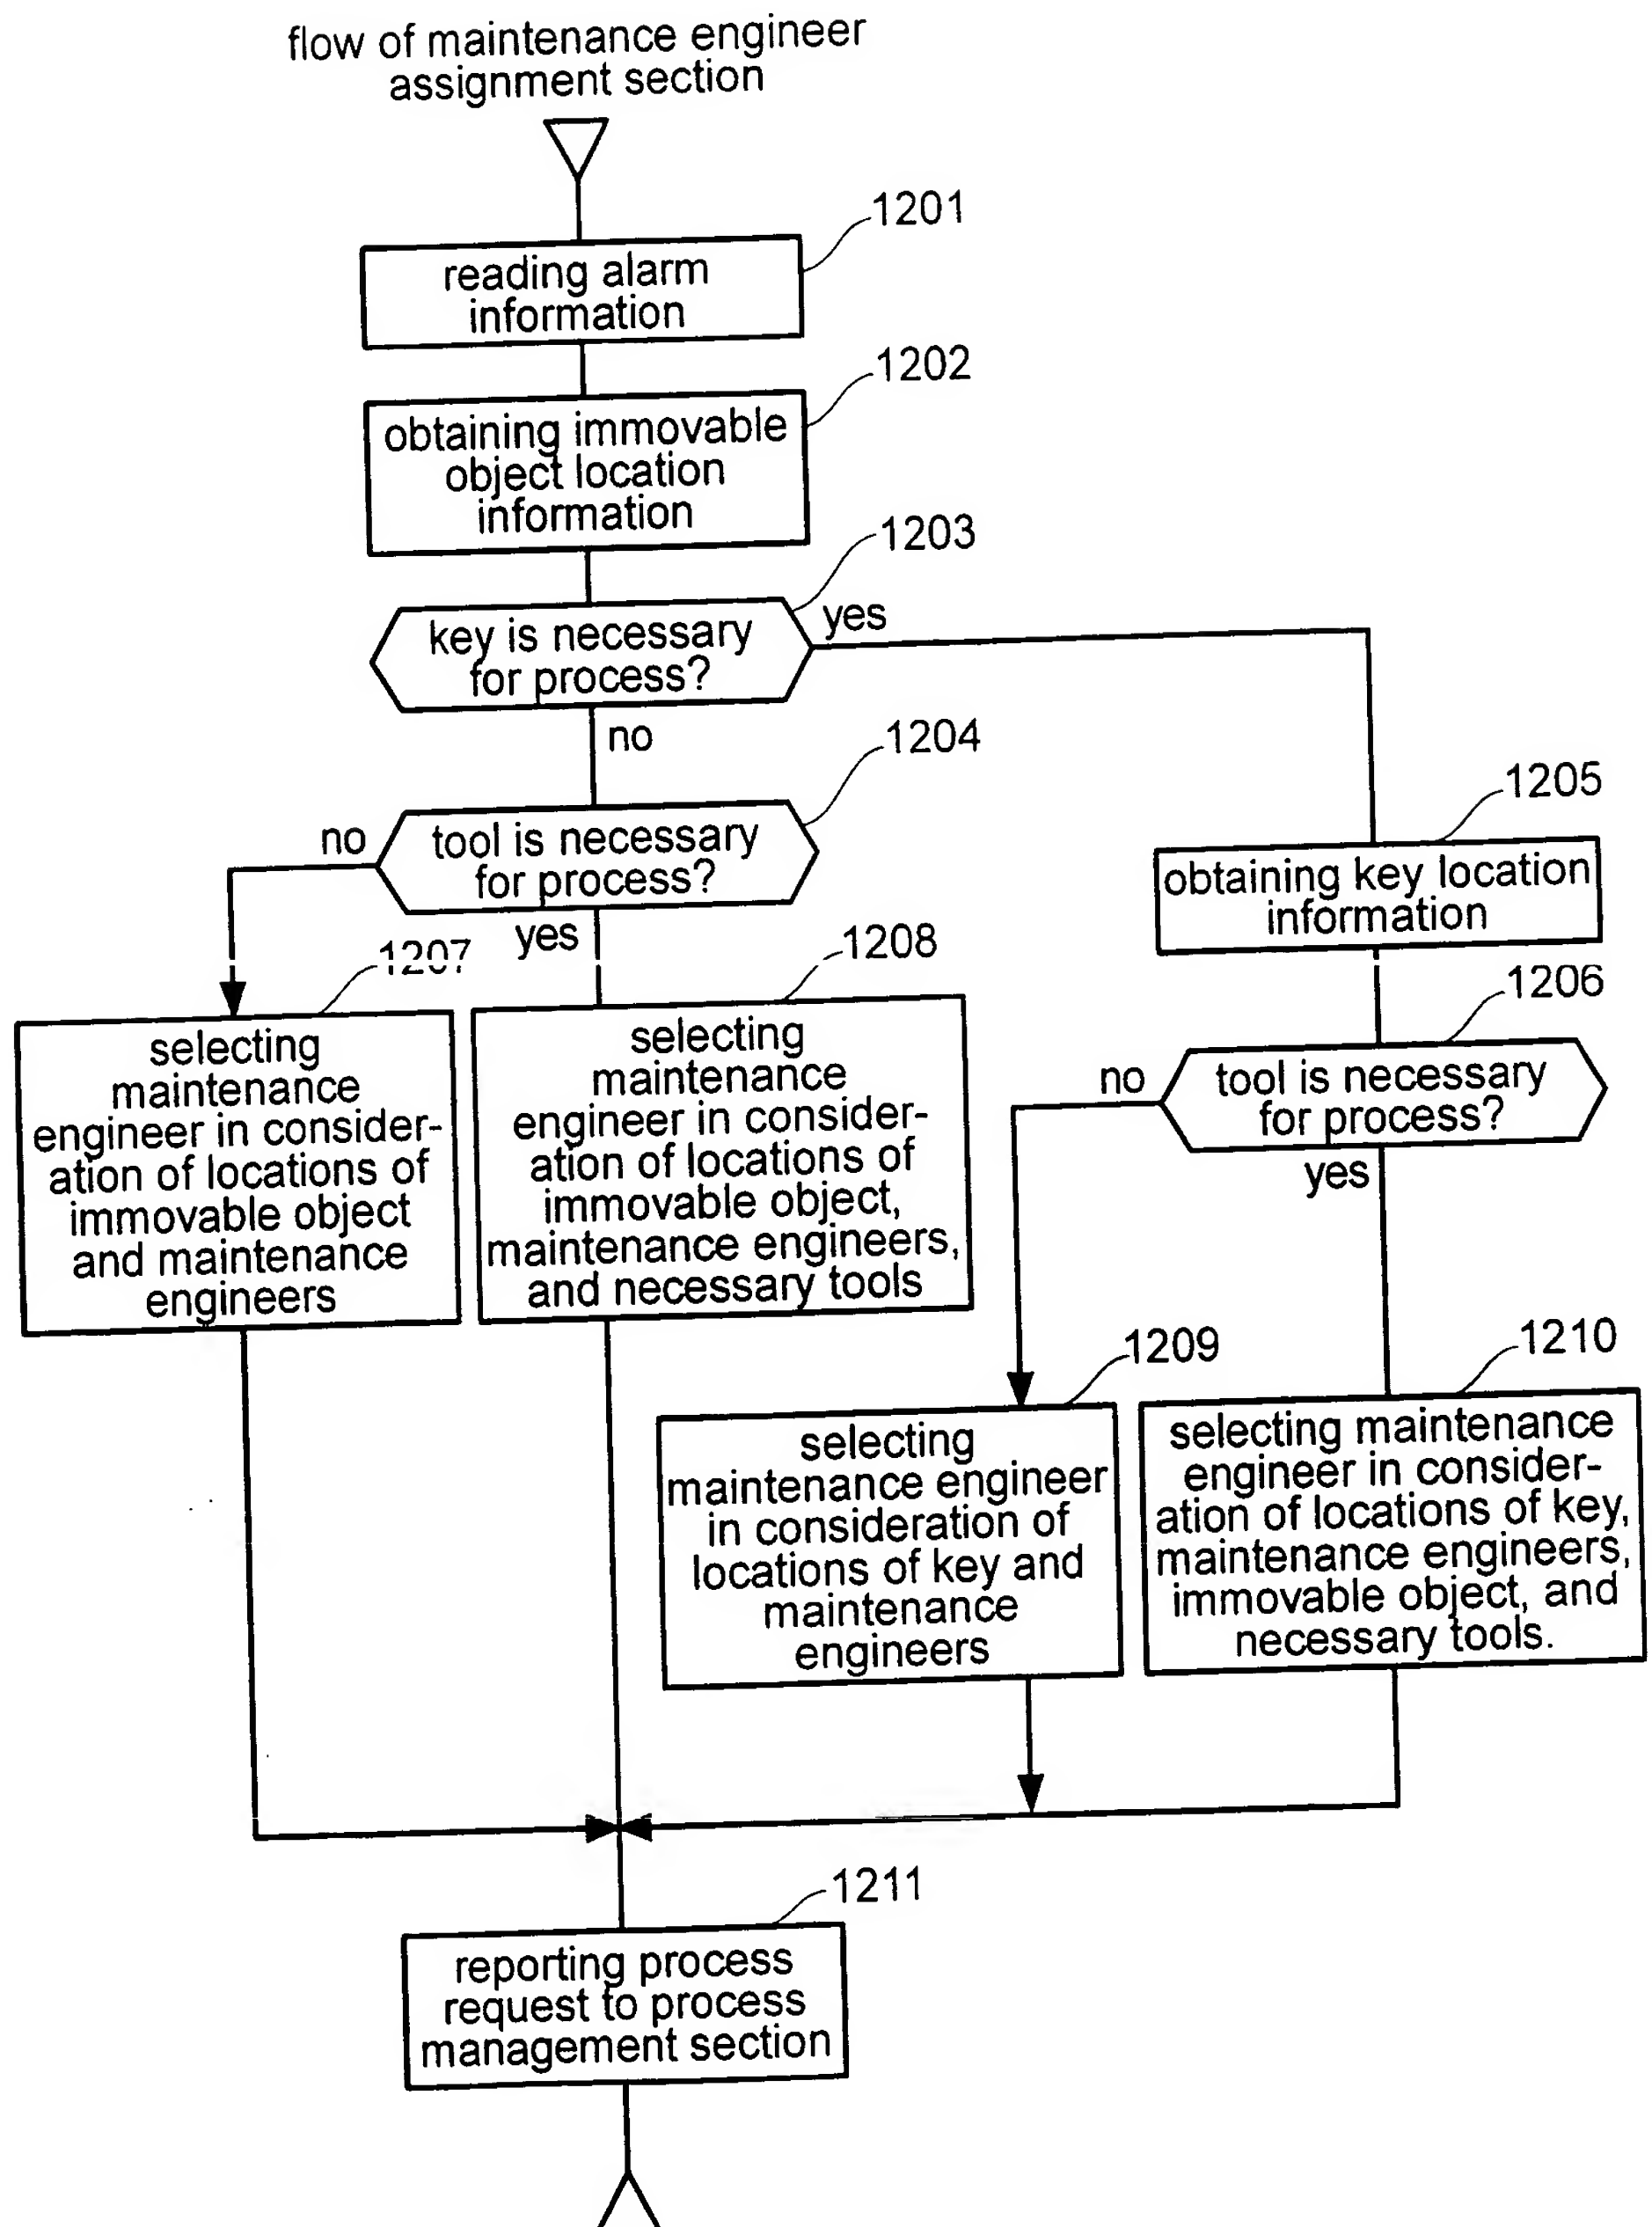 flow of maintenance engineer
assignment section
1201
reading alarm
information
1202
obtaining immovable
object location
information
1203
key is necessary
for process?
yes
no
1204
tool is necessary
for process?
no
yes
1205
obtaining key location
information
1206
tool is necessary
for process?
no
yes
1207
selecting
maintenance
engineer in consider-
ation of locations of
immovable object
and maintenance
engineers
1208
selecting
maintenance
engineer in consider-
ation of locations of
immovable object,
maintenance engineers,
and necessary tools
1209
selecting
maintenance engineer
in consideration of
locations of key and
maintenance
engineers
1210
selecting maintenance
engineer in consider-
ation of locations of key,
maintenance engineers,
immovable object, and
necessary tools.
1211
reporting process
request to process
management section